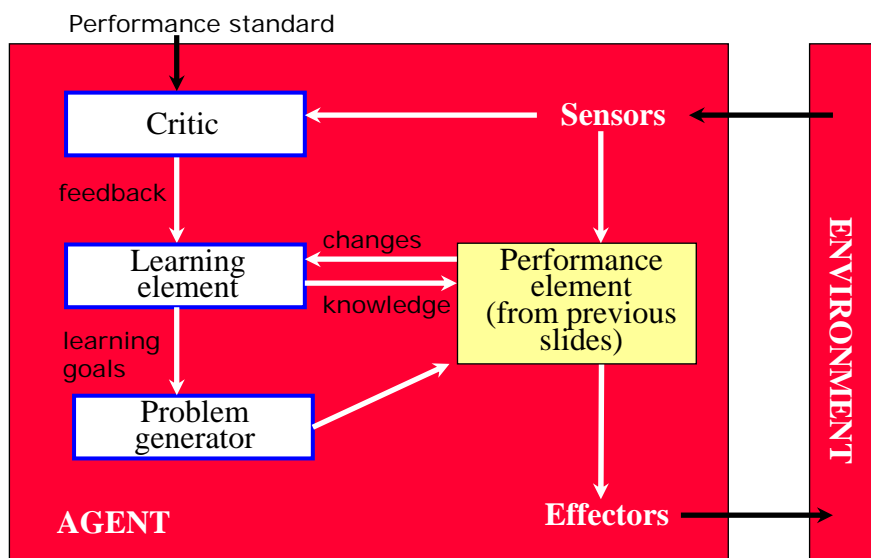 Performance standard
Critic
Sensors
feedback
changes
Learning
element
Performance
element
(from previous
slides)
knowledge
learning
goals
Problem
generator
AGENT
Effectors
ENVIRONMENT